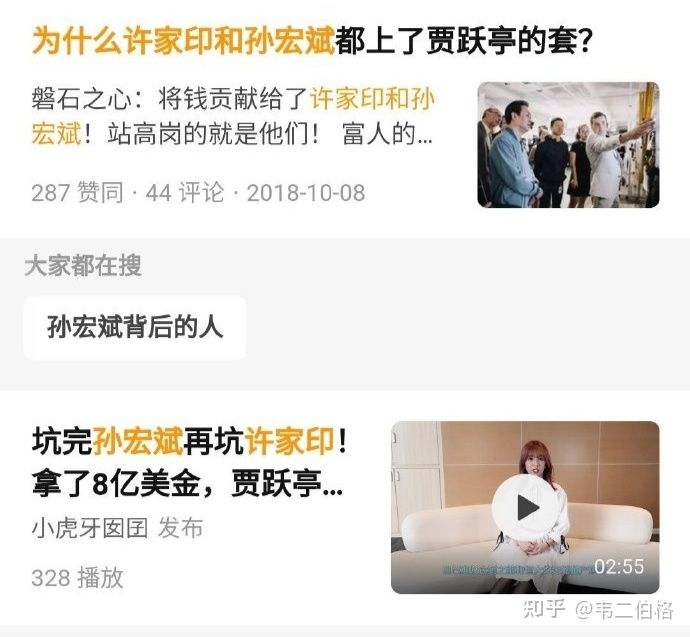 为什么许家印和孙宏斌都上了贾跃亭的套?
磐石之心：将钱贡献给了许家印和孙
宏斌！站高岗的就是他们！ 富人的...
287 赞同 · 44 评论 · 2018-10-08
大家都在搜
孙宏斌背后的人
坑完孙宏斌再坑许家印！
拿了8亿美金，贾跃亭...
小虎牙囡团 发布
328 播放
02:55
知乎 @韦二伯格